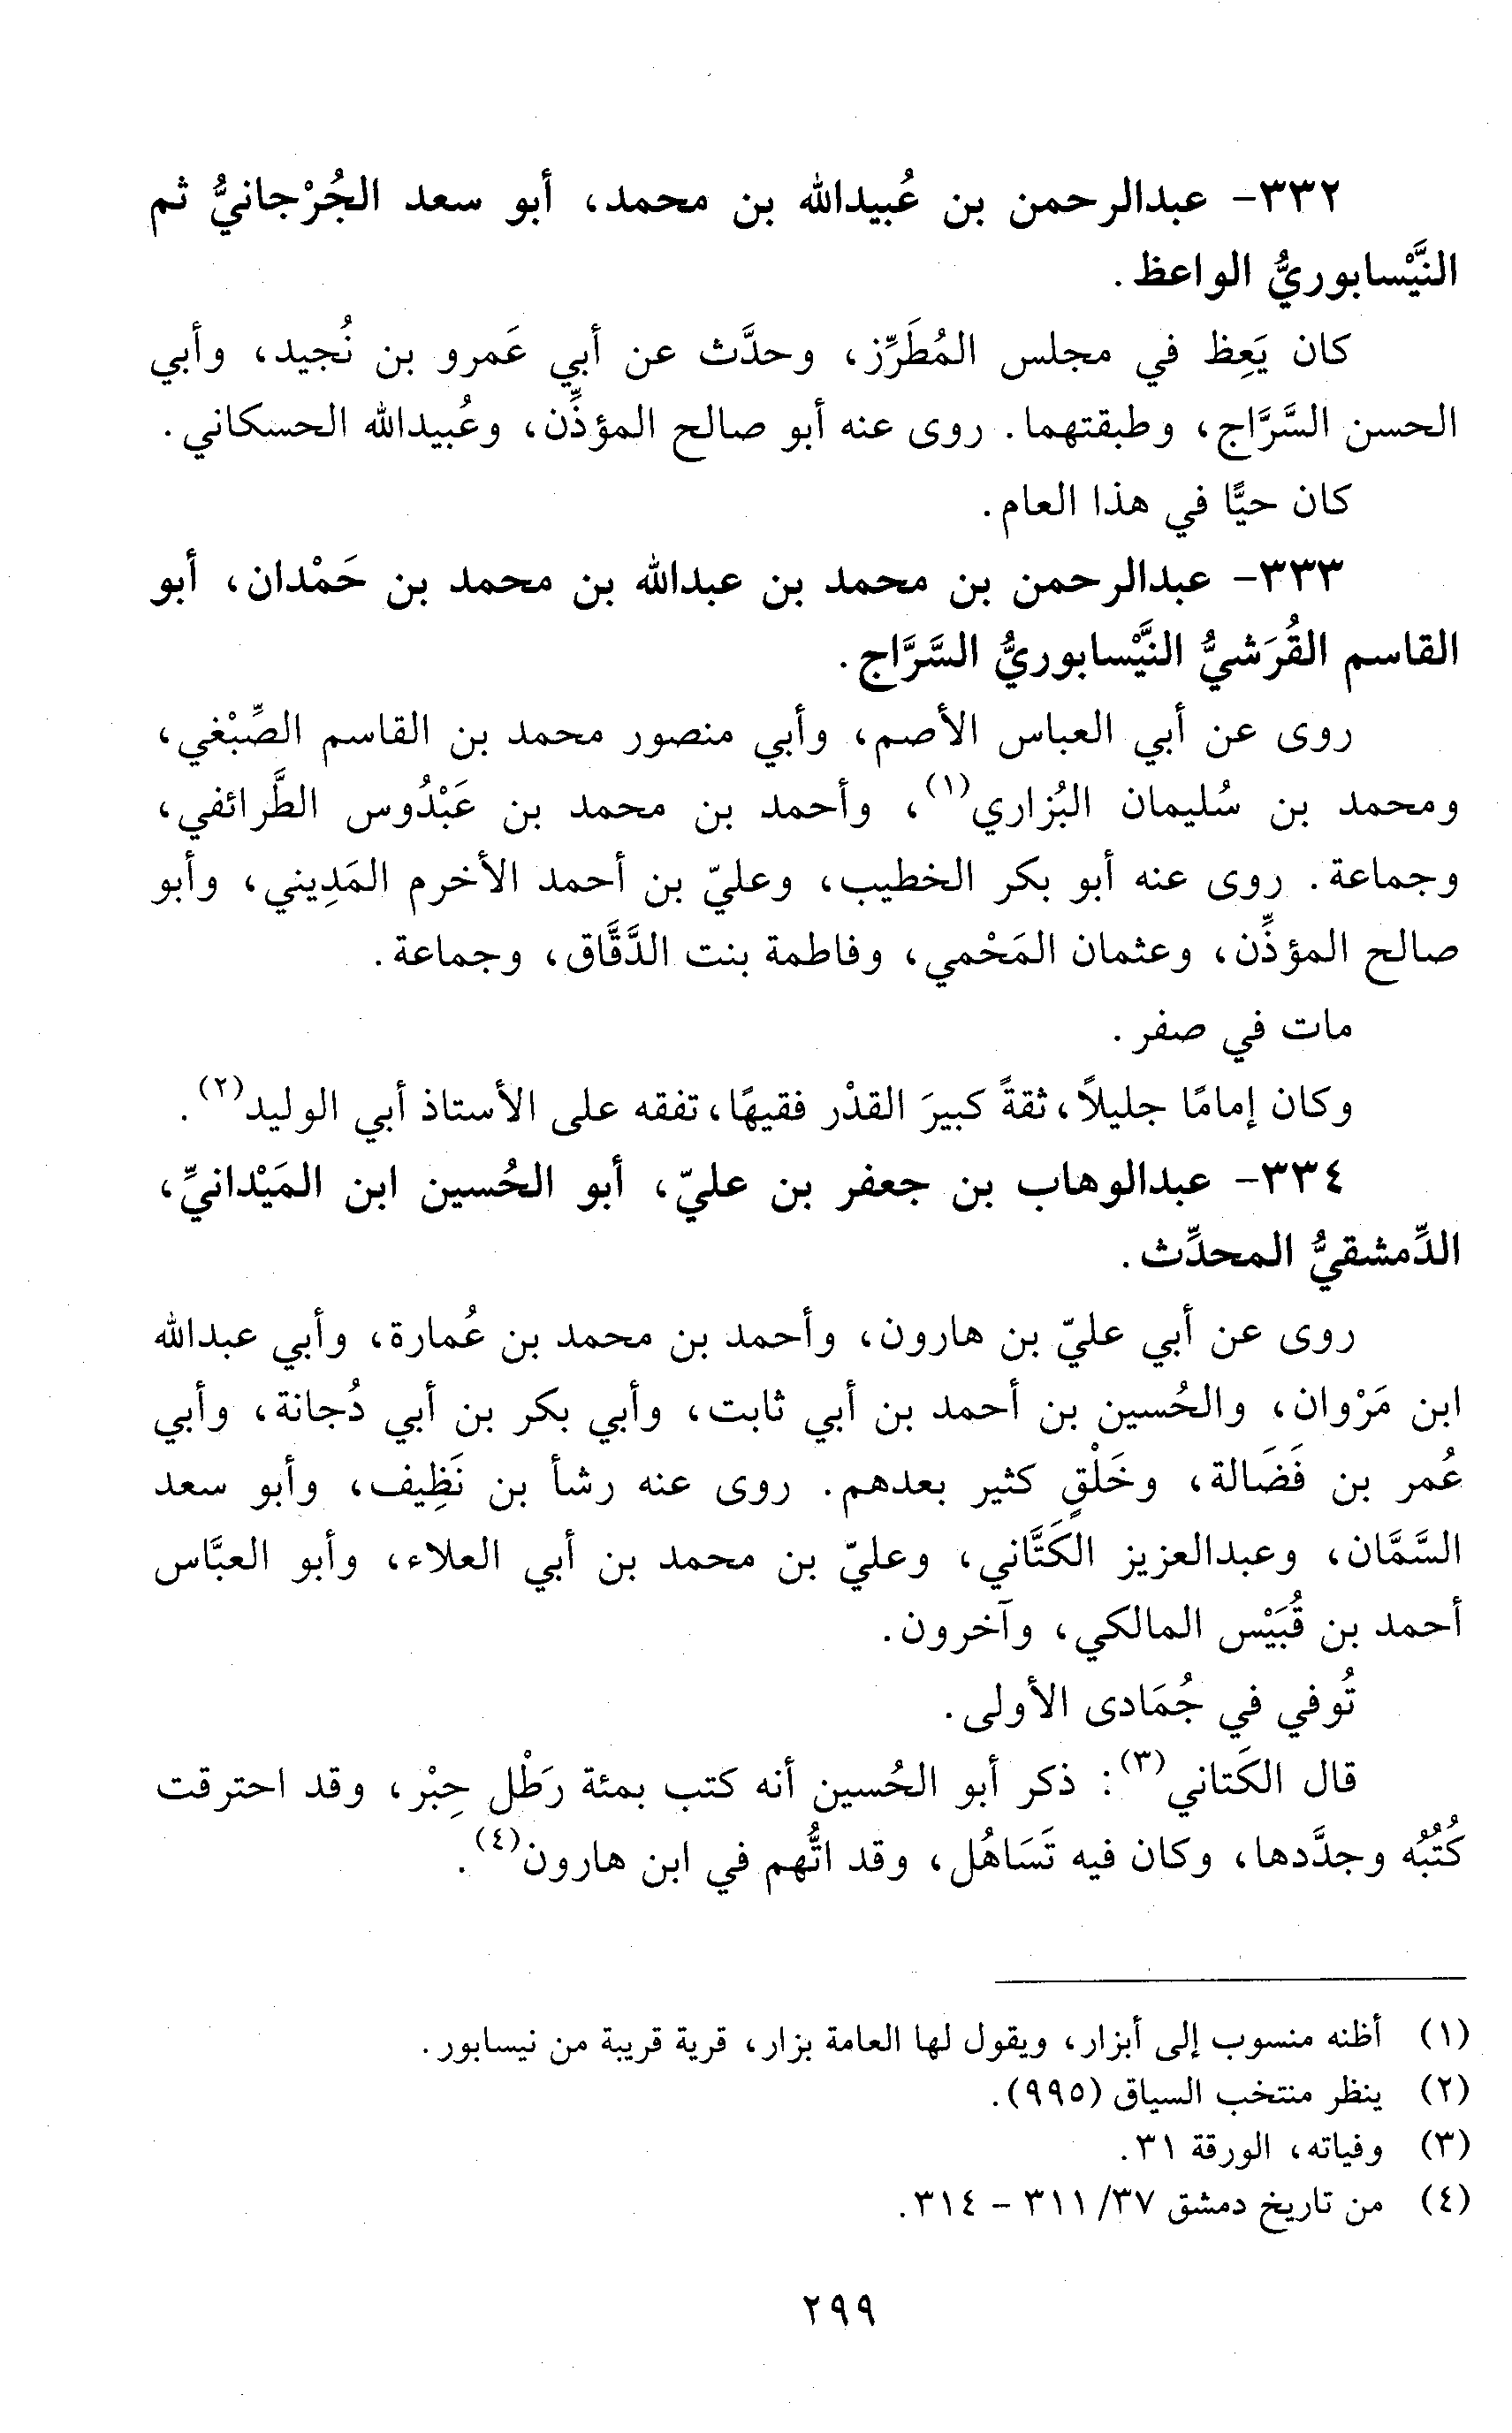 ٣٣٢- عبدالرحمن بن عُبيدالله بن محمد، أبو سعد الجُرْجانيُّ ثم
النَّيْسابوريُّ الواعظ.
كان يَعِظ في مجلس المُطَرِّز، وحدَّث عن أبي عَمرو بن نُجيد، وأبي
الحسن السَّرَّاج، وطبقتهما. روى عنه أبو صالح المؤذِّن، وعُبيدالله الحسكاني.
كان حيًّا في هذا العام.
٣٣٣- عبدالرحمن بن محمد بن عبدالله بن محمد بن حَمْدان، أبو
القاسم القُرَشيُّ النَّيْسابوريُّ السَّرَّاج.
روى عن أبي العباس الأصم، وأبي منصور محمد بن القاسم الصِّبْغي،
ومحمد بن سُليمان البُزاري(١)، وأحمد بن محمد بن عَبْدُوس الطَّرائفي،
وجماعة. روى عنه أبو بكر الخطيب، وعليّ بن أحمد الأخرم المَدِيني، وأبو
صالح المؤذِّن، وعثمان المَحْمي، وفاطمة بنت الدَّقَّاق، وجماعة.
مات في صفر.
وكان إمامًا جليلاً، ثقةً كبيرَ القدْر فقيهًا، تفقه على الأستاذ أبي الوليد(٢).
٣٣٤- عبدالوهاب بن جعفر بن عليّ، أبو الحُسين ابن المَيْدانيِّ،
الدِّمشقيُّ المحدِّث.
روى عن أبي عليّ بن هارون، وأحمد بن محمد بن عُمارة، وأبي عبدالله
ابن مَرْوان، والحُسين بن أحمد بن أبي ثابت، وأبي بكر بن أبي دُجانة، وأبي
عُمر بن فَضَالة، وخَلْقٍ كثير بعدهم. روى عنه رشأ بن نَظِيف، وأبو سعد
السَّمَّان، وعبدالعزيز الكَتَّاني، وعليّ بن محمد بن أبي العلاء، وأبو العبَّاس
أحمد بن قُبَيْس المالكي، وآخرون.
تُوفي في جُمَادى الأولى.
قال الكَتاني(٣): ذكر أبو الحُسين أنه كتب بمئة رَطْل حِبْر، وقد احترقت
كُتُبُه وجدَّدها، وكان فيه تَسَاهُل، وقد اتُّهم في ابن هارون(٤).
(١) أظنه منسوب إلى أبزار، ويقول لها العامة بزار، قرية قريبة من نيسابور.
(٢) ينظر منتخب السياق (٩٩٥).
(٣) وفياته، الورقة ٣١.
(٤) من تاريخ دمشق ٣٧/ ٣١١ - ٣١٤.
٢٩٩